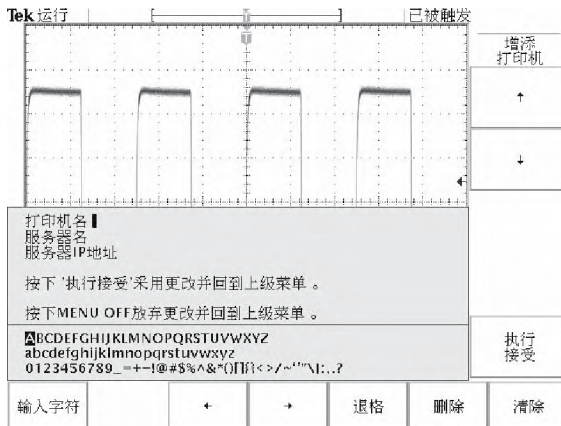 Tek 运行
已被触发
增添
打印机
↑
↓
打印机名
服务器名
服务器IP地址
按下 '执行接受'采用更改并回到上级菜单。
按下MENU OFF放弃更改并回到上级菜单。
ABCDEFGHIJKLMNOPQRSTUVWXYZ
abcdefghijklmnopqrstuvwxyz
0123456789_=+-!@#$%^&*()[]{}<>/~'"\|:,.?
执行
接受
输入字符
←
→
退格
删除
清除